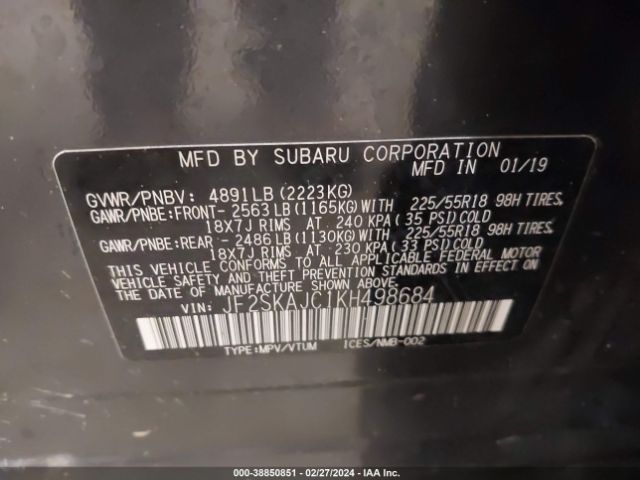 MFD BY SUBARU CORPORATION
MFD IN 01/19
GVWR/PNBV: 4891LB(2223KG)
GAWR/PNBE:FRONT-2563LB(1165KG)WITH 225/55R18 98H TIRES,
18X7J RIMS AT 240 KPA(35 PSI)COLD
GAWR/PNBE:REAR -2486LB(1130KG)WITH 225/55R18 98H TIRES,
18X7J RIMS AT 230 KPA(33 PSI)COLD
THIS VEHICLE CONFORMS TO ALL APPLICABLE FEDERAL MOTOR
VEHICLE SAFETY AND THEFT PREVENTION STANDARDS IN EFFECT
ON THE DATE OF MANUFACTURE SHOWN ABOVE.
VIN: JF2SKAJC1KH498684
TYPE:MPV/VTUM ICES/NMB-002
000-38850851 - 02/27/2024 - IAA Inc.